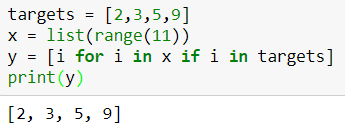 targets = [2,3,5,9]
x = list(range(11))
y = [i for i in x if i in targets]
print(y)
[2, 3, 5, 9]